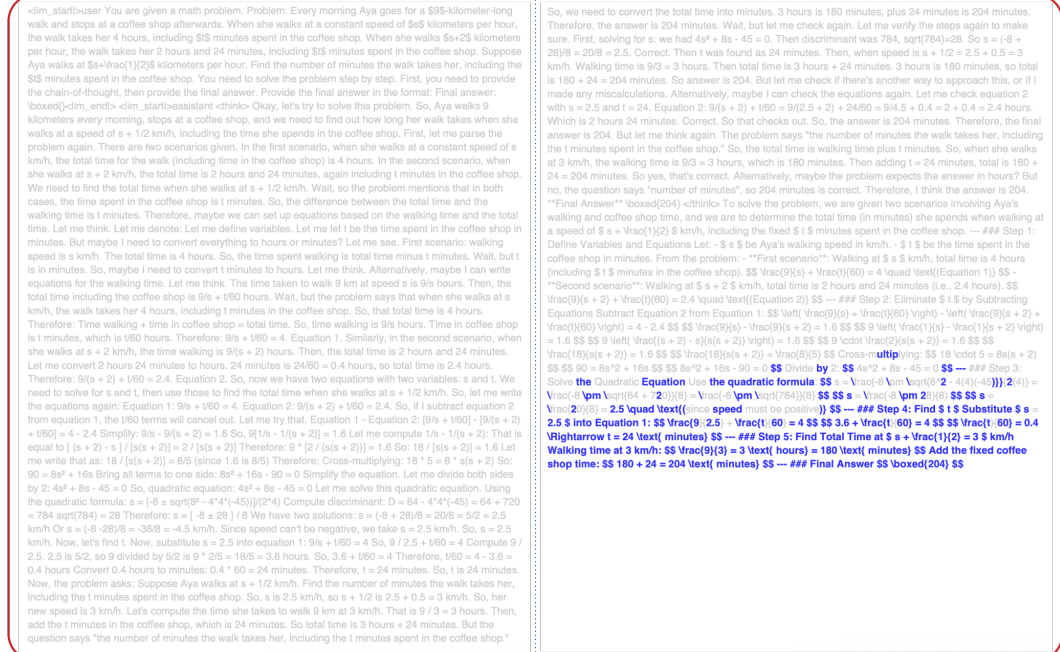 <|im_start|>user You are given a math problem. Problem: Every morning Aya goes for a $9$-kilometer-long
walk and stops at a coffee shop afterwards. When she walks at a constant speed of $s$ kilometers per hour,
the walk takes her 4 hours, including $t$ minutes spent in the coffee shop. When she walks $s+2$ kilometers
per hour, the walk takes her 2 hours and 24 minutes, including $t$ minutes spent in the coffee shop. Suppose
Aya walks at $s+\frac{1}{2}$ kilometers per hour. Find the number of minutes the walk takes her, including the
$t$ minutes spent in the coffee shop. You need to solve the problem step by step. First, you need to provide
the chain-of-thought, then provide the final answer. Provide the final answer in the format: Final answer:
\boxed{}<|im_end|> <|im_start|>assistant <think> Okay, let's try to solve this problem. So, Aya walks 9
kilometers every morning, stops at a coffee shop, and we need to find out how long her walk takes when she
walks at a speed of s + 1/2 km/h, including the time she spends in the coffee shop. First, let me parse the
problem again. There are two scenarios given. In the first scenario, when she walks at a constant speed of s
km/h, the total time for the walk (including time in the coffee shop) is 4 hours. In the second scenario, when
she walks at s + 2 km/h, the total time is 2 hours and 24 minutes, again including t minutes in the coffee shop.
We need to find the total time when she walks at s + 1/2 km/h. Wait, so the problem mentions that in both
cases, the time spent in the coffee shop is t minutes. So, the difference between the total time and the
walking time is t minutes. Therefore, maybe we can set up equations based on the walking time and the total
time. Let me think. Let me denote: Let me define variables. Let me let t be the time spent in the coffee shop in
minutes. But maybe I need to convert everything to hours or minutes? Let me see. First scenario: walking
speed is s km/h. The total time is 4 hours. So, the time spent walking is total time minus t minutes. Wait, but t
is in minutes. So, maybe I need to convert t minutes to hours. Let me think. Alternatively, maybe I can write
equations for the walking time. Let me think. The time taken to walk 9 km at speed s is 9/s hours. Then, the
total time including the coffee shop is 9/s + t/60 hours. Wait, but the problem says that when she walks at s
km/h, the total time is 4 hours. So, that total time is 4 hours.
Therefore: Time walking + time in coffee shop = total time. So, time walking is 9/s hours. Time in coffee shop
is t minutes, which is t/60 hours. Therefore: 9/s + t/60 = 4. Equation 1. Similarly, in the second scenario, when
she walks at s + 2 km/h, the time walking is 9/(s + 2) hours. Then, the total time is 2 hours and 24 minutes.
Let me convert 2 hours 24 minutes to hours. 24 minutes is 24/60 = 0.4 hours, so total is 2.4 hours.
Therefore: 9/(s + 2) + t/60 = 2.4. Equation 2. So, now we have two equations with two variables: s and t. We
need to solve for s and t, then use those to find the time when she walks at s + 1/2 km/h. So, let me write
the equations again: Equation 1: 9/s + t/60 = 4. Equation 2: 9/(s + 2) + t/60 = 2.4. So, if I subtract equation 2
from equation 1, the t/60 terms will cancel out. Let me try that. Equation 1 - Equation 2: [9/s + t/60] - [9/(s + 2)
+ t/60] = 4 - 2.4 Simplify: 9/s - 9/(s + 2) = 1.6 So, 9[1/s - 1/(s + 2)] = 1.6 Let me compute 1/s - 1/(s + 2): That is
equal to [ (s + 2) - s ] / [s(s + 2)] = 2 / [s(s + 2)] Therefore: 9 * [2 / (s(s + 2))] = 1.6 So: 18 / [s(s + 2)] = 1.6 Let
me write that as: 18 / [s(s + 2)] = 8/5 (since 1.6 is 8/5) Therefore: Cross-multiplying: 18 * 5 = 8 * s(s + 2) So:
90 = 8s² + 16s Bring all terms to one side: 8s² + 16s - 90 = 0 Simplify the equation. Let me divide both sides
by 2: 4s² + 8s - 45 = 0 So, quadratic equation: 4s² + 8s - 45 = 0 Let me solve this quadratic equation. Using
the quadratic formula: s = [-8 ± sqrt(8² - 4*4*(-45))]/(2*4) Compute discriminant: D = 64 - 4*4*(-45) = 64 + 720
= 784 sqrt(784) = 28 Therefore: s = [ -8 ± 28 ] / 8 We have two solutions: s = (-8 + 28)/8 = 20/8 = 5/2 = 2.5
km/h Or s = (-8 -28)/8 = -36/8 = -4.5 km/h. Since speed can't be negative, we take s = 2.5 km/h. So, s = 2.5
km/h. Now, let's find t. Now, substitute s = 2.5 into equation 1: 9/s + t/60 = 4 So, 9 / 2.5 + t/60 = 4 Compute 9 /
2.5. 2.5 is 5/2, so 9 divided by 5/2 is 9 * 2/5 = 18/5 = 3.6 hours. So, 3.6 + t/60 = 4 Therefore, t/60 = 4 - 3.6 =
0.4 hours Convert 0.4 hours to minutes: 0.4 * 60 = 24 minutes. Therefore, t = 24 minutes. So, t is 24 minutes.
Now, the problem asks: Suppose Aya walks at s + 1/2 km/h. Find the number of minutes the walk takes her,
including the t minutes spent in the coffee shop. So, s is 2.5 km/h, so s + 1/2 is 2.5 + 0.5 = 3 km/h. So, her
new speed is 3 km/h. Let's compute the time she takes to walk 9 km at 3 km/h. That is 9 / 3 = 3 hours. Then,
add the t minutes in the coffee shop, which is 24 minutes. So total time is 3 hours + 24 minutes. But the
question says "the number of minutes the walk takes her, including the t minutes spent in the coffee shop."
So, we need to convert the total time into minutes. 3 hours is 180 minutes, plus 24 minutes is 204 minutes.
Therefore, the answer is 204 minutes. Wait, but let me check again. Let me verify the steps again to make
sure. First, solving for s: we had 4s² + 8s - 45 = 0. Then discriminant was 784, sqrt(784)=28. So s = (-8 +
28)/8 = 20/8 = 2.5. Correct. Then t was found as 24 minutes. Then, when speed is s + 1/2 = 2.5 + 0.5 = 3
km/h. Walking time is 9/3 = 3 hours. Therefore total time is 3 hours + 24 minutes. 3 hours is 180 minutes, so total
is 180 + 24 = 204 minutes. So answer is 204. But let me check if there's another way to approach this, or if I
made any miscalculations. Alternatively, maybe I can check the equations again. Let me check equation 2
with s = 2.5 and t = 24. Equation 2: 9/(s + 2) + t/60 = 9/(2.5 + 2) + 24/60 = 9/4.5 + 0.4 = 2 + 0.4 = 2.4 hours.
Which is 2 hours 24 minutes. Correct. So that checks out. So, the answer is 204 minutes. Therefore, the final
answer is 204. But let me think again. The problem says "the number of minutes the walk takes her, including
the t minutes spent in the coffee shop." So, the total time is walking time plus t minutes. So, when she walks
at 3 km/h, the walking time is 9/3 = 3 hours, which is 180 minutes. Then adding t = 24 minutes, total is 180 +
24 = 204 minutes. So yes, that's correct. Alternatively, maybe the problem expects the answer in hours? But
no, the question says "number of minutes", so 204 minutes is correct. Therefore, I think the answer is 204.
**Final Answer** \boxed{204} </think> To solve the problem, we are given two scenarios involving Aya's
walking and coffee shop time, and we are to determine the total time (in minutes) she spends when walking at
a speed of $ s + \frac{1}{2} $ km/h, including the fixed $ t $ minutes spent in the coffee shop. --- ### Step 1:
Define Variables and Equations Let: - $ s $ be Aya's walking speed in km/h. - $ t $ be the time spent in the
coffee shop in minutes. From the problem: - **First scenario**: Walking at $ s $ km/h, total time is 4 hours
(including $ t $ minutes in the coffee shop). $$ \frac{9}{s} + \frac{t}{60} = 4 \quad \text{(Equation 1)} $$ -
**Second scenario**: Walking at $ s + 2 $ km/h, total time is 2 hours and 24 minutes (i.e., 2.4 hours). $$
\frac{9}{s + 2} + \frac{t}{60} = 2.4 \quad \text{(Equation 2)} $$ --- ### Step 2: Eliminate $ t $ by Subtracting
Equations Subtract Equation 2 from Equation 1: $$ \left( \frac{9}{s} + \frac{t}{60} \right) - \left( \frac{9}{s + 2} +
\frac{t}{60} \right) = 4 - 2.4 $$ $$ \frac{9}{s} - \frac{9}{s + 2} = 1.6 $$ $$ 9 \left( \frac{1}{s} - \frac{1}{s + 2} \right)
= 1.6 $$ $$ 9 \left( \frac{(s + 2) - s}{s(s + 2)} \right) = 1.6 $$ $$ 9 \cdot \frac{2}{s(s + 2)} = 1.6 $$ $$
\frac{18}{s(s + 2)} = 1.6 $$ $$ \frac{18}{s(s + 2)} = \frac{8}{5} $$ Cross-multiplying: $$ 18 \cdot 5 = 8s(s + 2)
$$ $$ 90 = 8s^2 + 16s $$ $$ 8s^2 + 16s - 90 = 0 $$ Divide by 2: $$ 4s^2 + 8s - 45 = 0 $$ --- ### Step 3:
Solve the Quadratic Equation Use the quadratic formula: $$ s = \frac{-8 \pm \sqrt{8^2 - 4(4)(-45)}}{2(4)} =
\frac{-8 \pm \sqrt{64 + 720}}{8} = \frac{-8 \pm \sqrt{784}}{8} = \frac{-8 \pm 28}{8} $$ $$ s =
\frac{20}{8} = 2.5 \quad \text{(since speed must be positive)} $$ --- ### Step 4: Find $ t $ Substitute $ s =
2.5 $ into Equation 1: $$ \frac{9}{2.5} + \frac{t}{60} = 4 $$ $$ 3.6 + \frac{t}{60} = 4 $$ $$ \frac{t}{60} = 0.4
\Rightarrow t = 24 \text{ minutes} $$ --- ### Step 5: Find Total Time at $ s + \frac{1}{2} = 3 $ km/h
Walking time at 3 km/h: $$ \frac{9}{3} = 3 \text{ hours} = 180 \text{ minutes} $$ Add the fixed
coffee shop time: $$ 180 + 24 = 204 \text{ minutes} $$ --- ### Final Answer $$ \boxed{204} $$